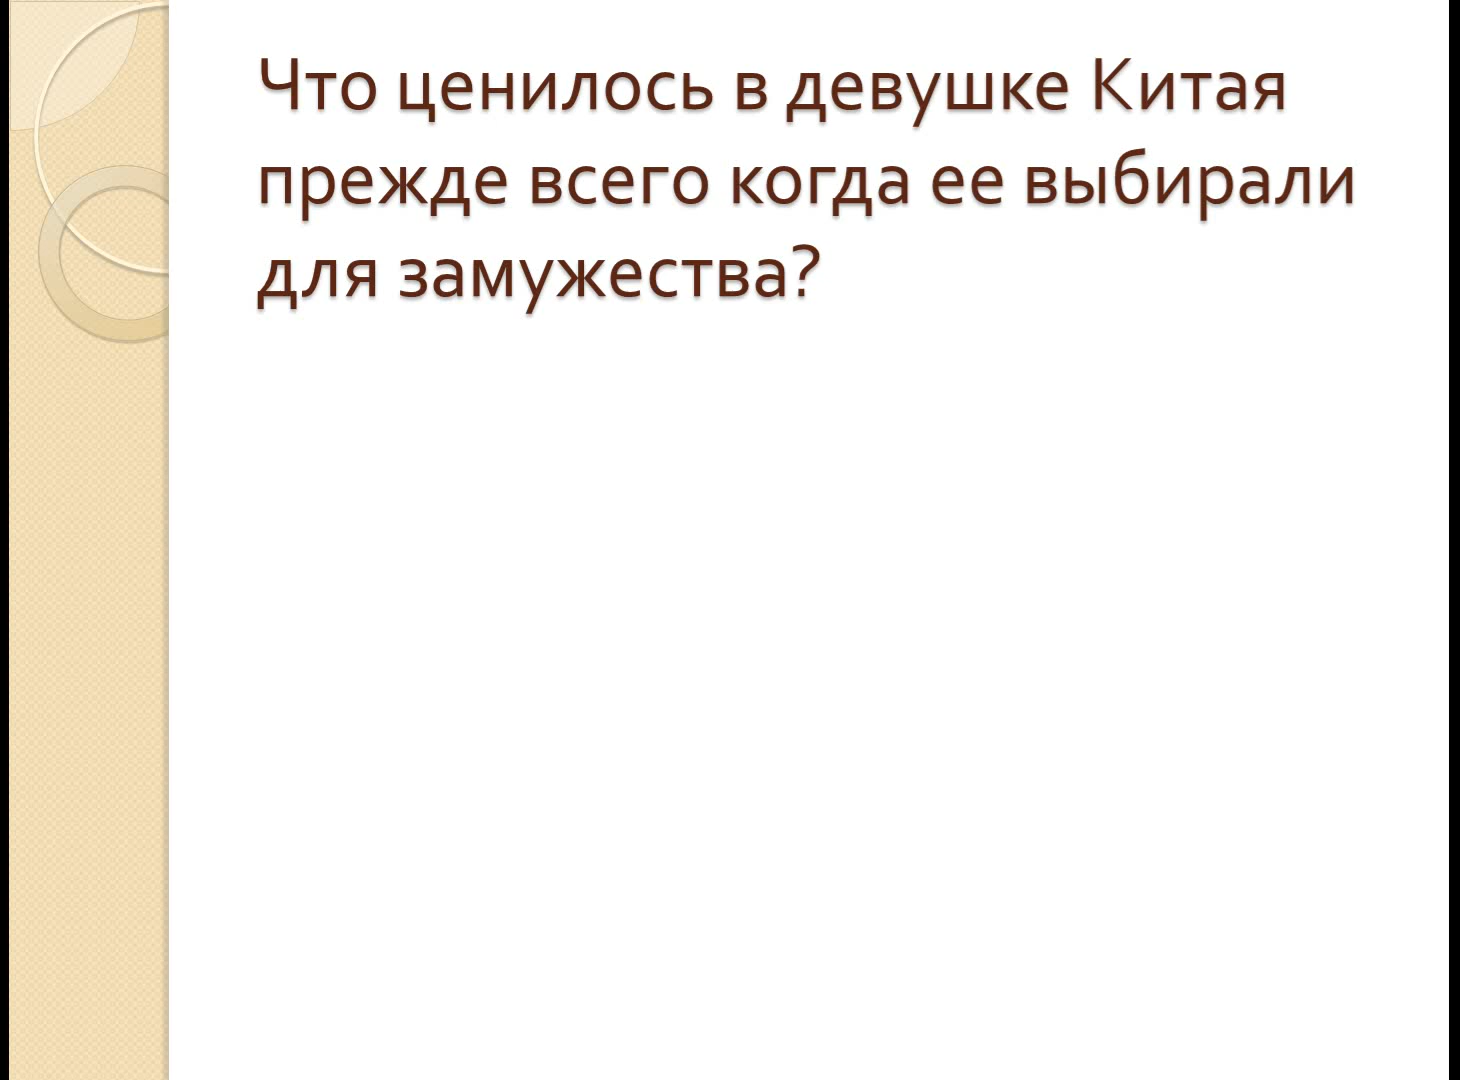 Что ценилось в девушке Китая
прежде всего когда ее выбирали
для замужества?